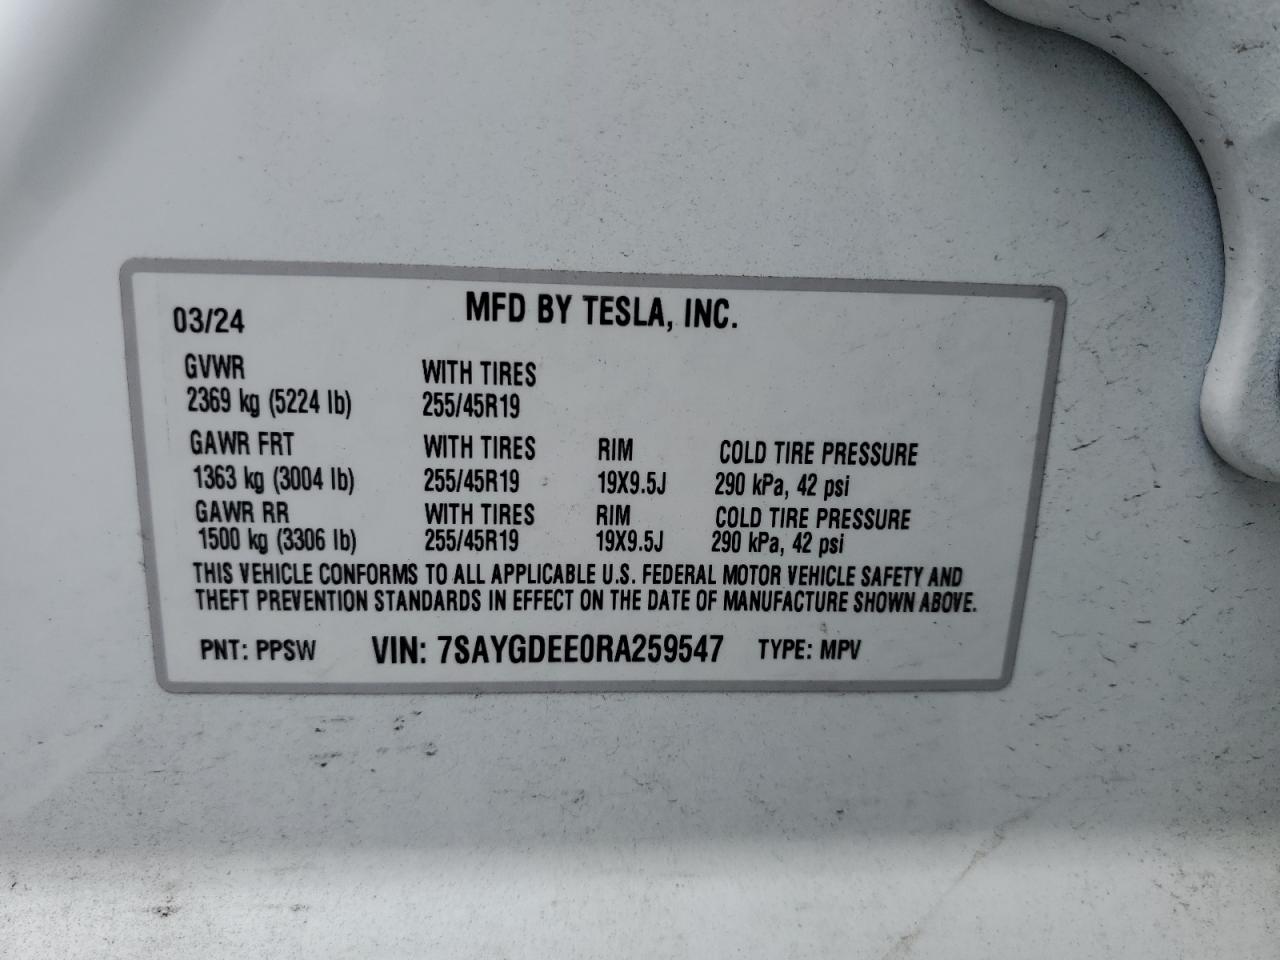 03/24 MFD BY TESLA, INC.
GVWR WITH TIRES
2369 kg (5224 lb) 255/45R19
GAWR FRT WITH TIRES RIM COLD TIRE PRESSURE
1363 kg (3004 lb) 255/45R19 19X9.5J 290 kPa, 42 psi
GAWR RR WITH TIRES RIM COLD TIRE PRESSURE
1500 kg (3306 lb) 255/45R19 19X9.5J 290 kPa, 42 psi
THIS VEHICLE CONFORMS TO ALL APPLICABLE U.S. FEDERAL MOTOR VEHICLE SAFETY AND
THEFT PREVENTION STANDARDS IN EFFECT ON THE DATE OF MANUFACTURE SHOWN ABOVE.
PNT: PPSW VIN: 7SAYGDEE0RA259547 TYPE: MPV